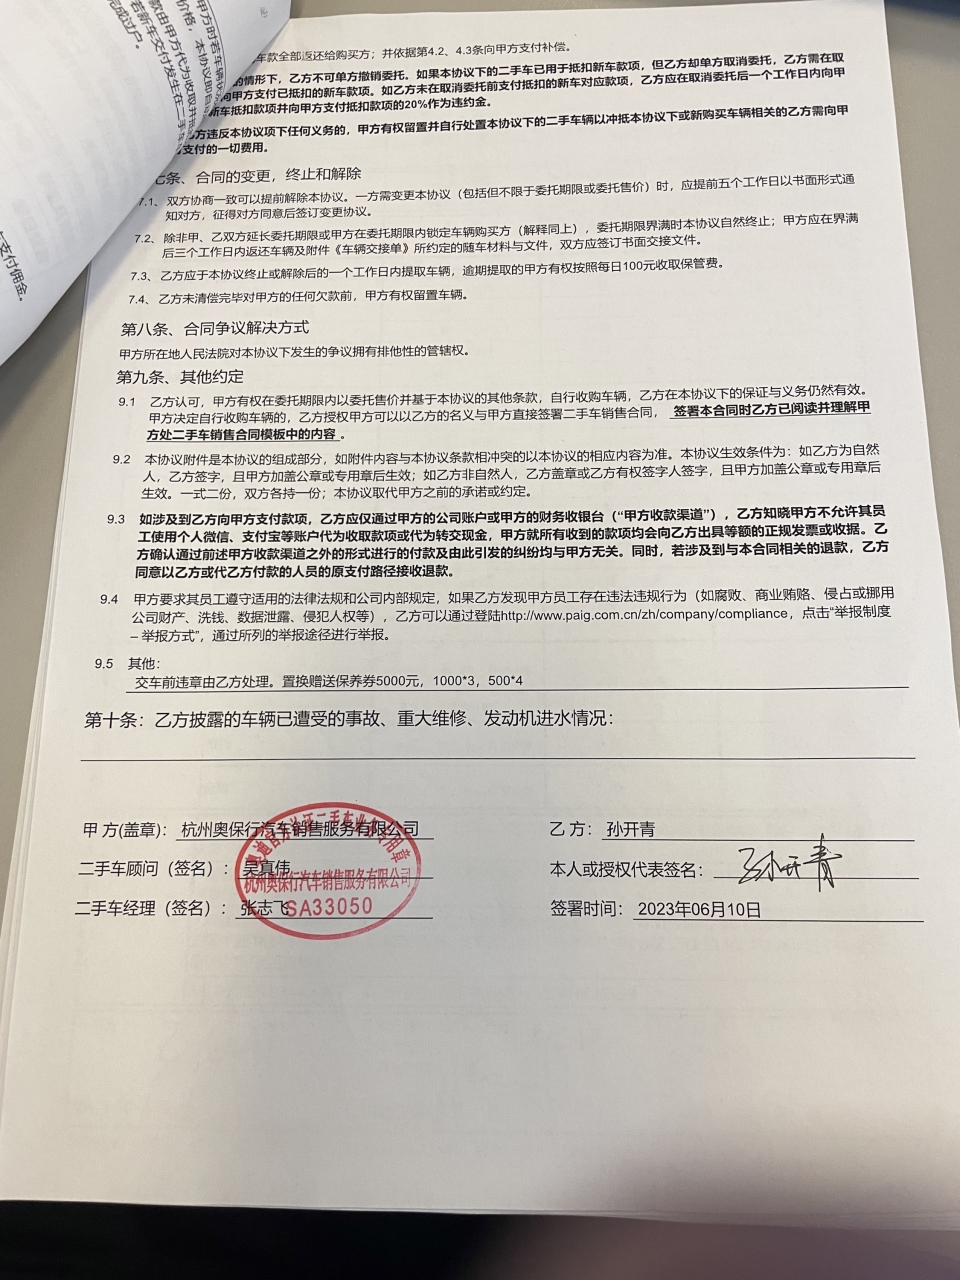 甲方时若车辆
价格，本协议即自
款由甲方代为收取并抵
若新车交付发生在二手车
完成过户。
方支付佣金。
车款全部返还给购买方；并依据第4.2、4.3条向甲方支付补偿。
的情形下，乙方不可单方撤销委托。如果本协议下的二手车已用于抵扣新车款项，但乙方却单方取消委托，乙方需在取
向甲方支付已抵扣的新车款项。如乙方未在取消委托前支付抵扣的新车对应款项，乙方应在取消委托后一个工作日内向甲
新车抵扣款项并向甲方支付抵扣款项的20%作为违约金。
乙方违反本协议项下任何义务的，甲方有权留置并自行处置本协议下的二手车辆以冲抵本协议下或新购买车辆相关的乙方需向甲
支付的一切费用。
七条、合同的变更，终止和解除
7.1、 双方协商一致可以提前解除本协议。一方需变更本协议（包括但不限于委托期限或委托售价）时，应提前五个工作日以书面形式通
知对方，征得对方同意后签订变更协议。
7.2、 除非甲、乙双方延长委托期限或甲方在委托期限内锁定车辆购买方（解释同上），委托期限界满时本协议自然终止；甲方应在界满
后三个工作日内返还车辆及附件《车辆交接单》所约定的随车材料与文件，双方应签订书面交接文件。
7.3、 乙方应于本协议终止或解除后的一个工作日内提取车辆，逾期提取的甲方有权按照每日100元收取保管费。
7.4、 乙方未清偿完毕对甲方的任何欠款前，甲方有权留置车辆。
第八条、合同争议解决方式
甲方所在地人民法院对本协议下发生的争议拥有排他性的管辖权。
第九条、其他约定
9.1 乙方认可，甲方有权在委托期限内以委托售价并基于本协议的其他条款，自行收购车辆，乙方在本协议下的保证与义务仍然有效。
甲方决定自行收购车辆的，乙方授权甲方可以以乙方的名义与甲方直接签署二手车销售合同， 签署本合同时乙方已阅读并理解甲
方处二手车销售合同模板中的内容 。
9.2 本协议附件是本协议的组成部分，如附件内容与本协议条款相冲突的以本协议的相应内容为准。本协议生效条件为：如乙方为自然
人，乙方签字，且甲方加盖公章或专用章后生效；如乙方非自然人，乙方盖章或乙方有权签字人签字，且甲方加盖公章或专用章后
生效。一式二份，双方各持一份；本协议取代甲方之前的承诺或约定。
9.3 如涉及到乙方向甲方支付款项，乙方应仅通过甲方的公司账户或甲方的财务收银台（“甲方收款渠道”），乙方知晓甲方不允许其员
工使用个人微信、支付宝等账户代为收取款项或代为转交现金，甲方就所有收到的款项均会向乙方出具等额的正规发票或收据。乙
方确认通过前述甲方收款渠道之外的形式进行的付款及由此引发的纠纷均与甲方无关。同时，若涉及到与本合同相关的退款，乙方
同意以乙方或代乙方付款的人员的原支付路径接收退款。
9.4 甲方要求其员工遵守适用的法律法规和公司内部规定，如果乙方发现甲方员工存在违法违规行为（如腐败、商业贿赂、侵占或挪用
公司财产、洗钱、数据泄露、侵犯人权等），乙方可以通过登陆http://www.paig.com.cn/zh/company/compliance，点击“举报制度
– 举报方式”，通过所列的举报途径进行举报。
9.5 其他：
交车前违章由乙方处理。置换赠送保养券5000元，1000*3，500*4
第十条：乙方披露的车辆已遭受的事故、重大维修、发动机进水情况：
甲 方(盖章)： 杭州奥保行汽车销售服务有限公司
乙 方： 孙开青
二手车顾问（签名）： 吴真伟
本人或授权代表签名： 孙开青
二手车经理（签名）： 张志飞
签署时间： 2023年06月10日
杭州奥保行汽车销售服务有限公司
SA33050